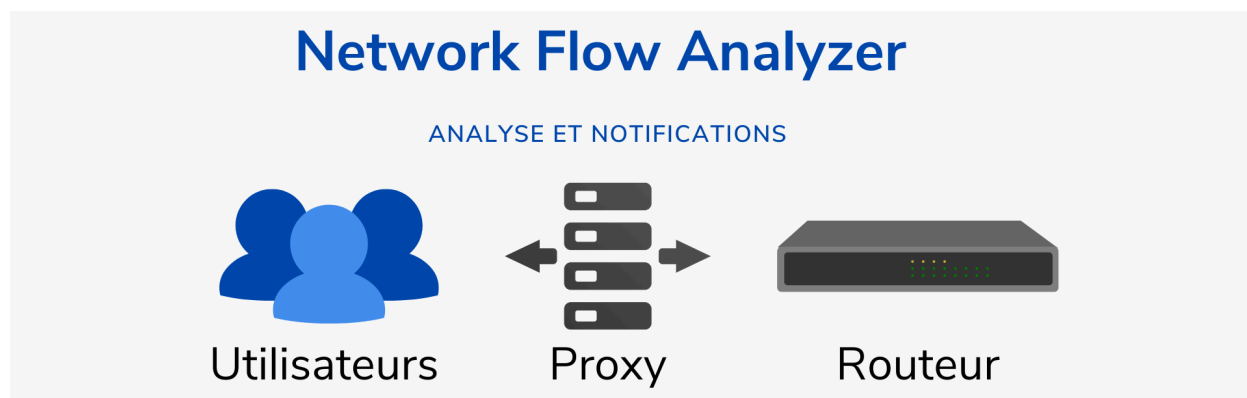 Network Flow Analyzer
ANALYSE ET NOTIFICATIONS
Utilisateurs
Proxy
Routeur